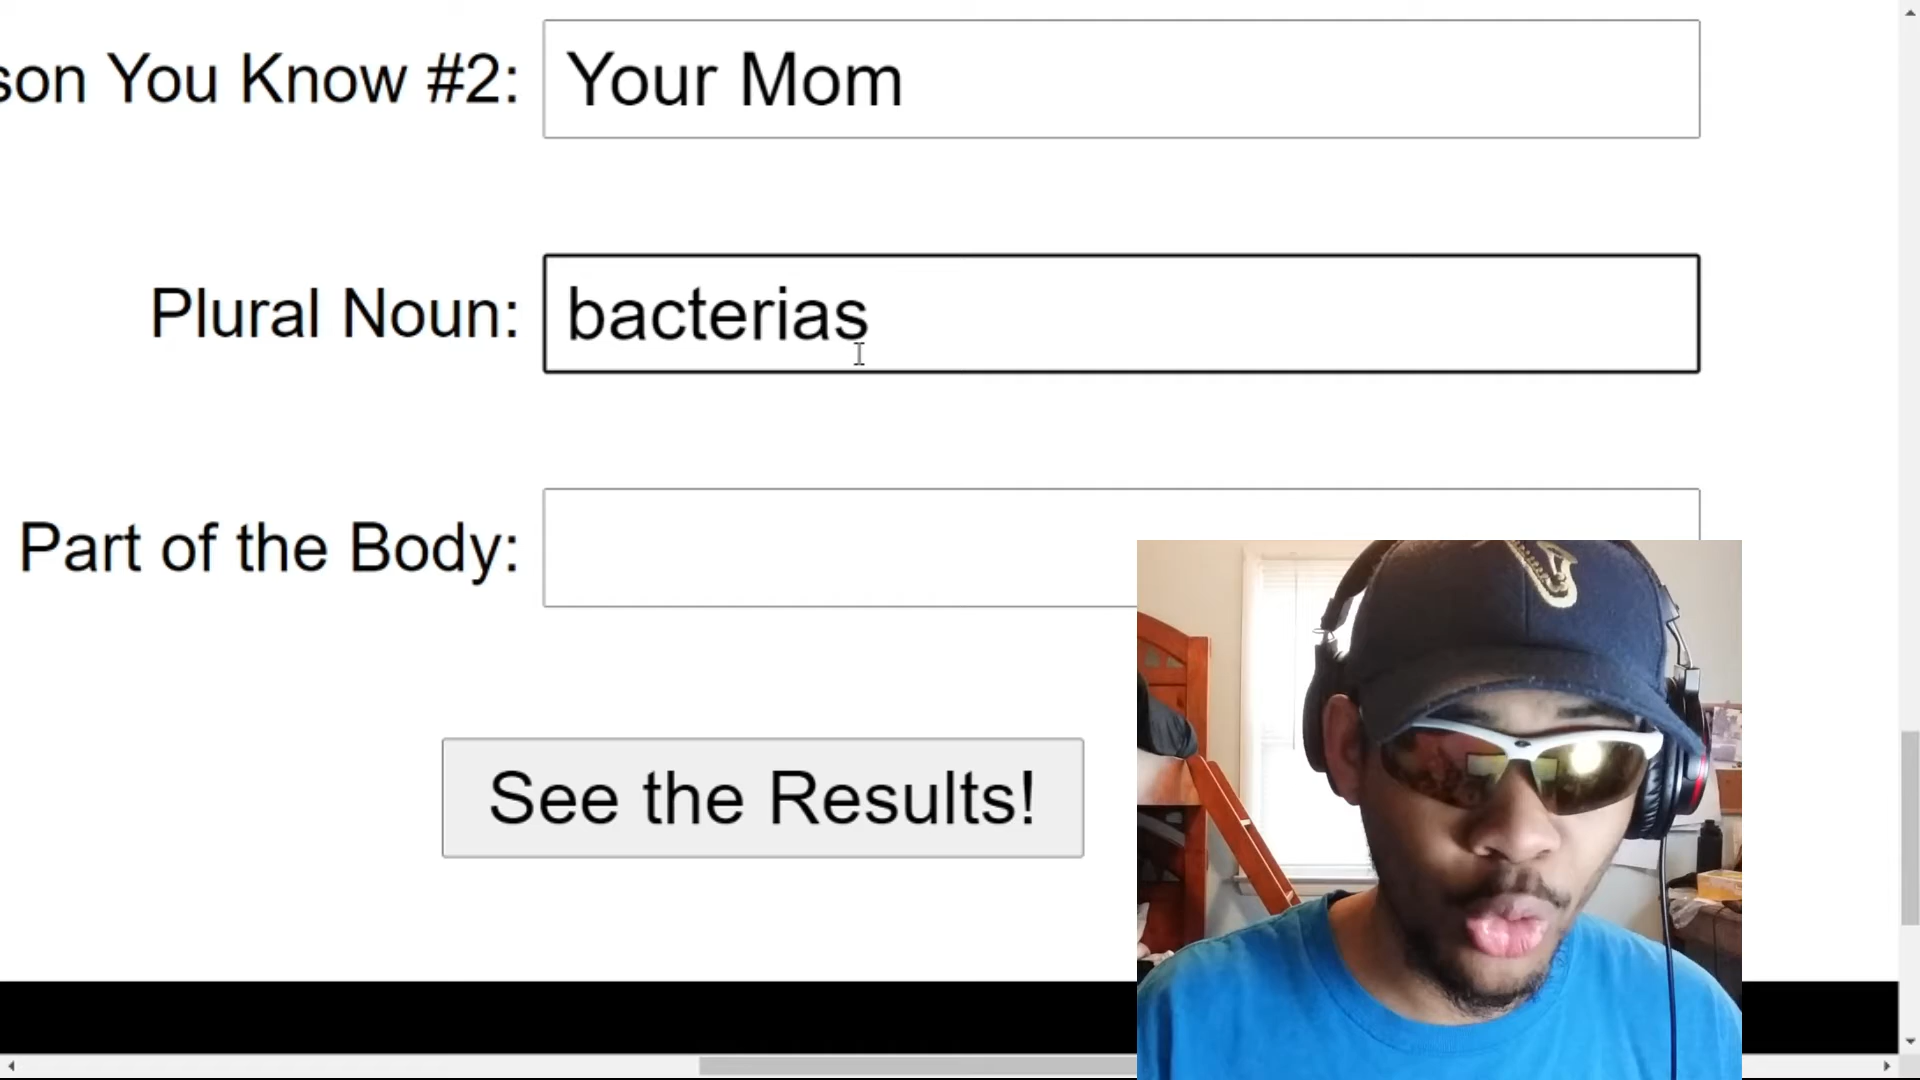 son You Know #2: Your Mom
Plural Noun: bacterias
Part of the Body:
See the Results!